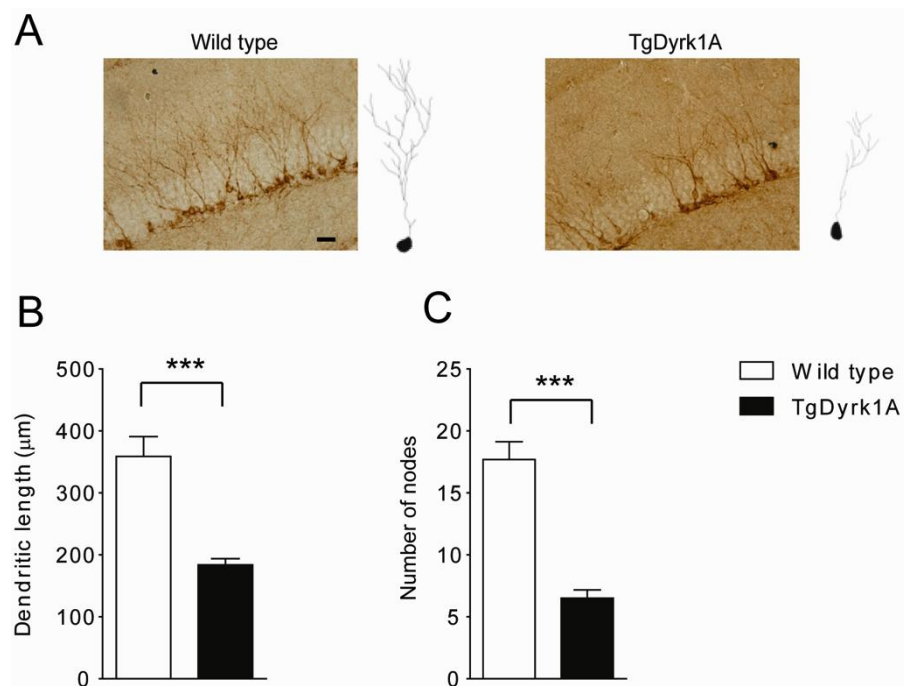 A
Wild type
TgDyrk1A
B
C
Dendritic length (μm)
500
400
300
200
100
0
***
Number of nodes
25
20
15
10
5
0
***
Wild type
TgDyrk1A